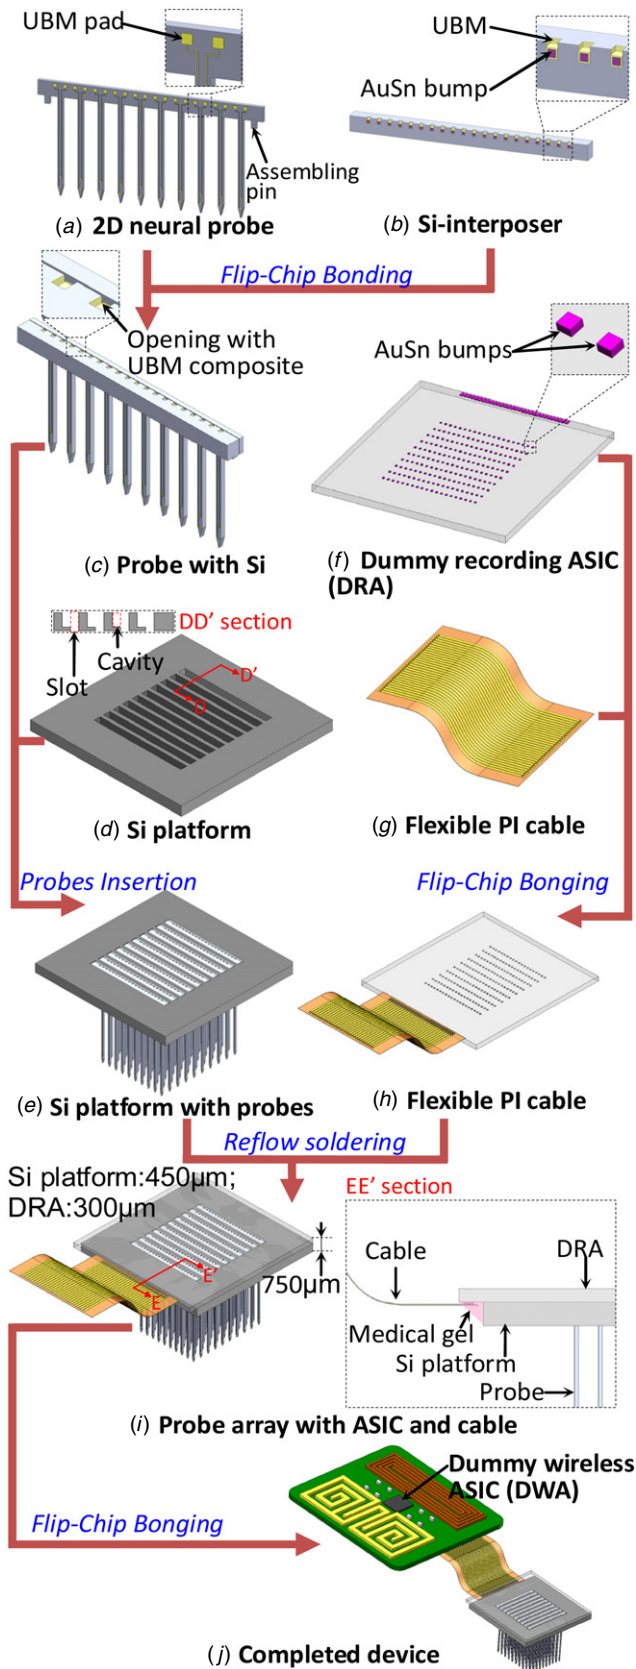 UBM pad
UBM
AuSn bump
Assembling
pin
(a) 2D neural probe
(b) Si-interposer
Flip-Chip Bonding
Opening with
UBM composite
AuSn bumps
(c) Probe with Si
(f) Dummy recording ASIC
(DRA)
DD' section
Cavity
Slot
D'
D
(d) Si platform
(g) Flexible PI cable
Probes Insertion
Flip-Chip Bonging
(e) Si platform with probes
(h) Flexible PI cable
Reflow soldering
Si platform:450μm;
DRA:300μm
EE' section
E'
E
750μm
Cable
DRA
Medical gel
Si platform
Probe
(i) Probe array with ASIC and cable
Dummy wireless
ASIC (DWA)
Flip-Chip Bonging
(j) Completed device